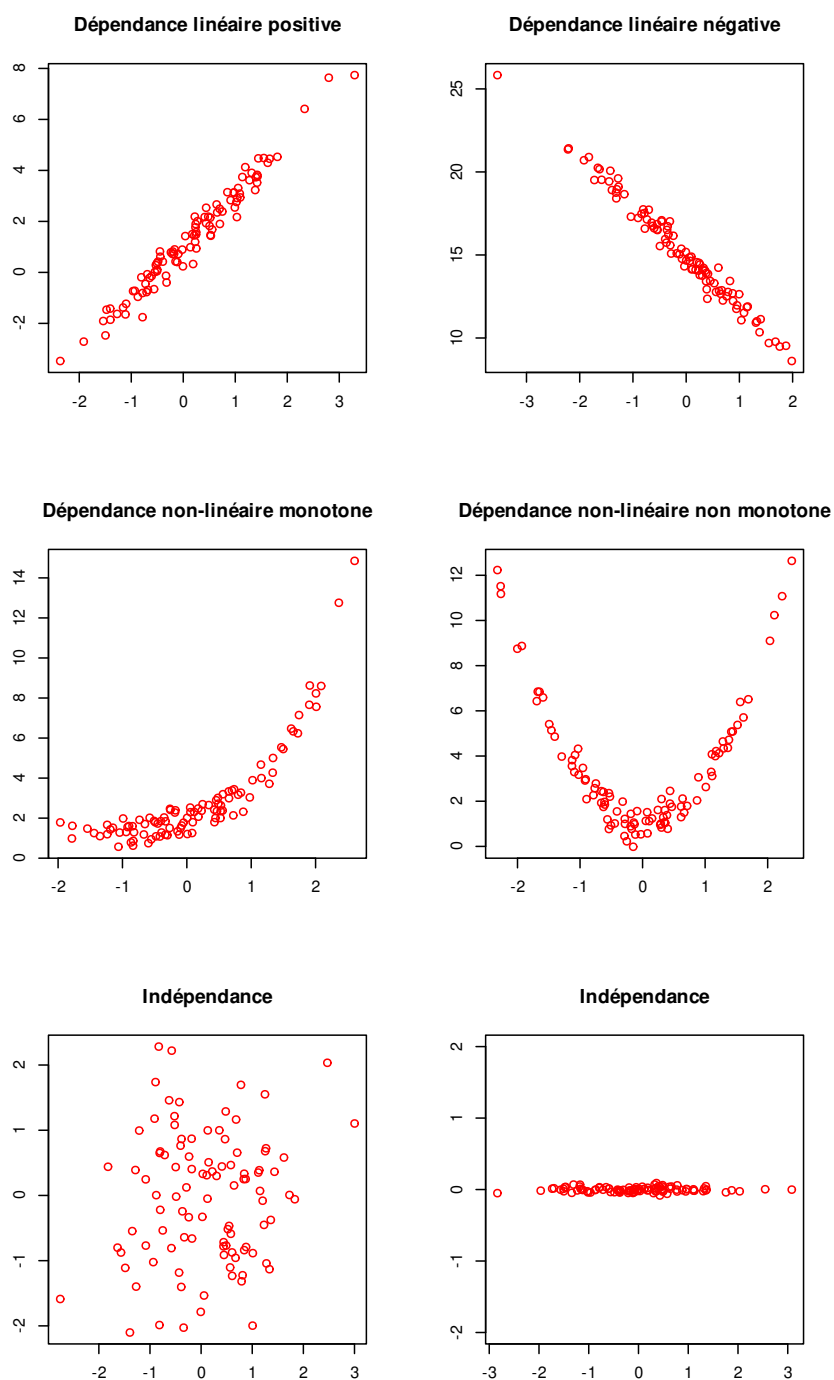 Dépendance linéaire positive
8
6
4
2
0
-2
-2 -1 0 1 2 3
Dépendance linéaire négative
25
20
15
10
-3 -2 -1 0 1 2
Dépendance non-linéaire monotone
14
12
10
8
6
4
2
0
-2 -1 0 1 2
Dépendance non-linéaire non monotone
12
10
8
6
4
2
0
-2 -1 0 1 2
Indépendance
2
1
0
-1
-2
-2 -1 0 1 2 3
Indépendance
2
1
0
-1
-2
-3 -2 -1 0 1 2 3